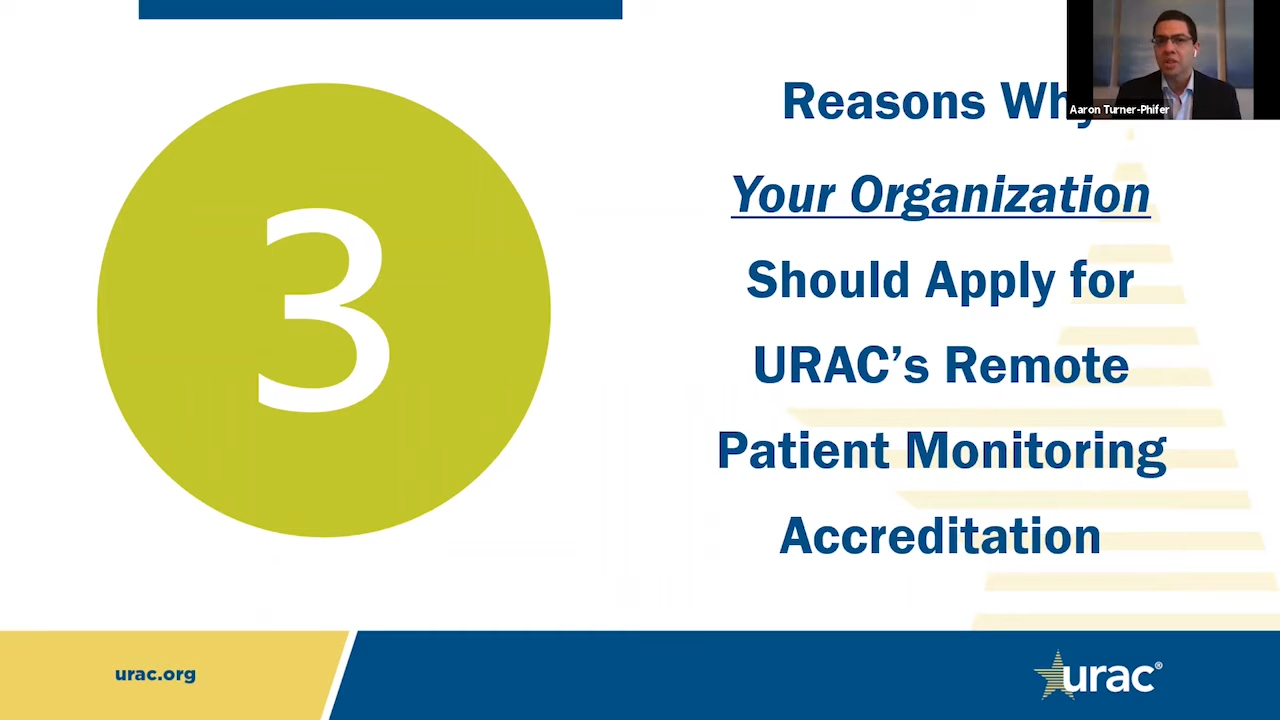 3
Reasons Why
Your Organization
Should Apply for
URAC’s Remote
Patient Monitoring
Accreditation
Aaron Turner-Phifer
urac.org
urac®